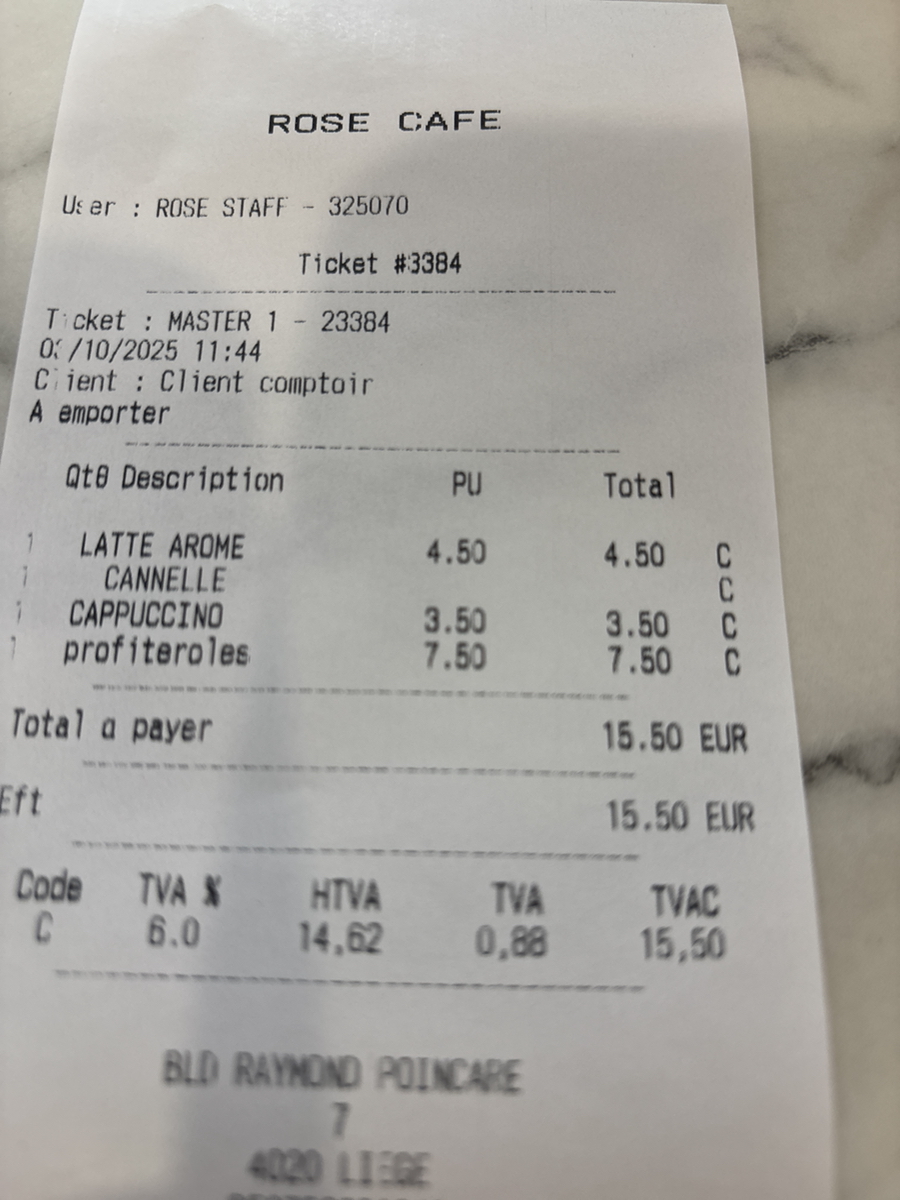 ROSE CAFE
User : ROSE STAFF - 325070
Ticket #3384
Ticket : MASTER 1 - 23384
/10/2025 11:44
Client : Client comptoir
A emporter
Qt0 Description PU Total
1 LATTE AROME 4.50 4.50 C
1 CANNELLE C
1 CAPPUCCINO 3.50 3.50 C
1 profiteroles 7.50 7.50 C
Total a payer 15.50 EUR
Eft 15.50 EUR
Code TVA % HTVA TVA TVAC
C 6.0 14,62 0,88 15,50
BLD RAYMOND POINCARE
7
4020 LIEGE